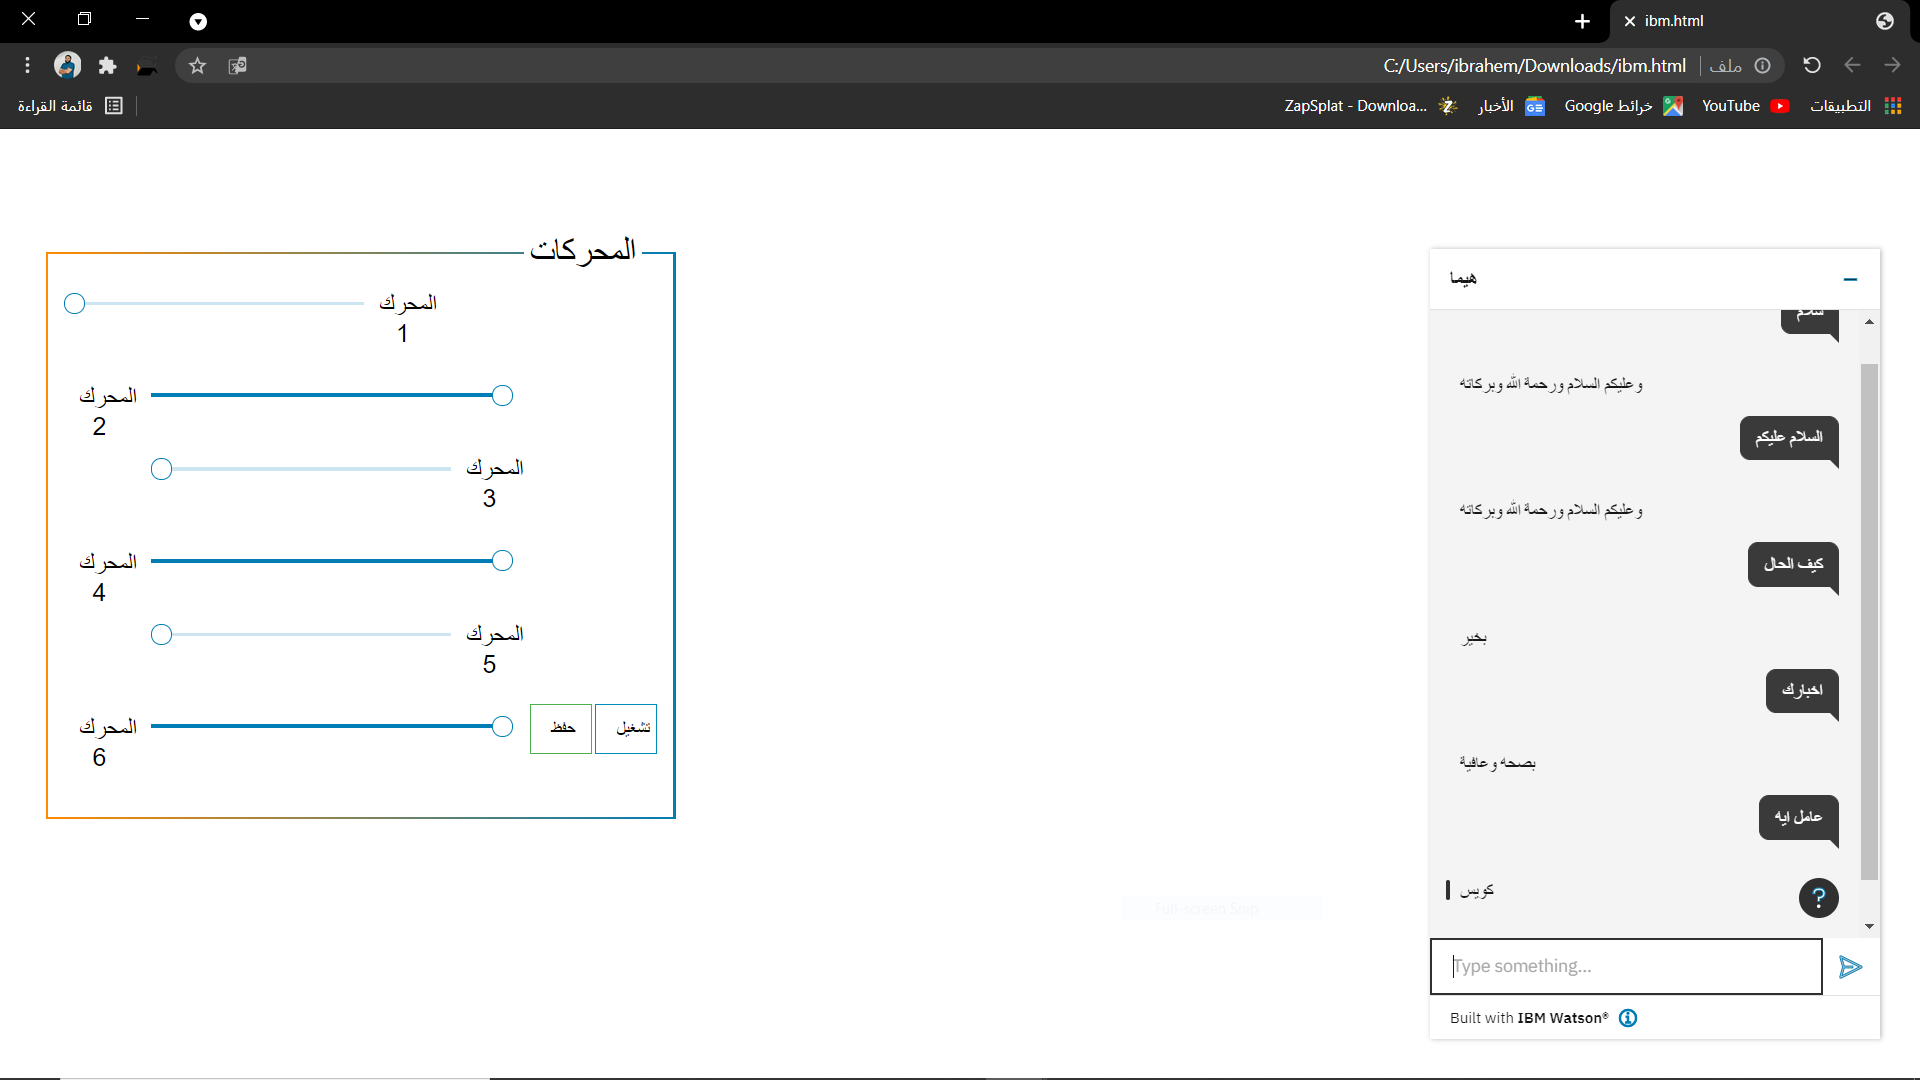 ibm.html
C:/Users/ibrahem/Downloads/ibm.html
ملف
التطبيقات
YouTube
خرائط Google
الأخبار
ZapSplat - Downloa...
قائمة القراءة
المحركات
المحرك
1
المحرك
2
المحرك
3
المحرك
4
المحرك
5
المحرك
6
تشغيل
حفظ
هيما
سلام
وعليكم السلام ورحمة الله وبركاته
السلام عليكم
وعليكم السلام ورحمة الله وبركاته
كيف الحال
بخير
اخبارك
بصحه وعافية
عامل ايه
كويس
?
Type something...
Built with IBM Watson®